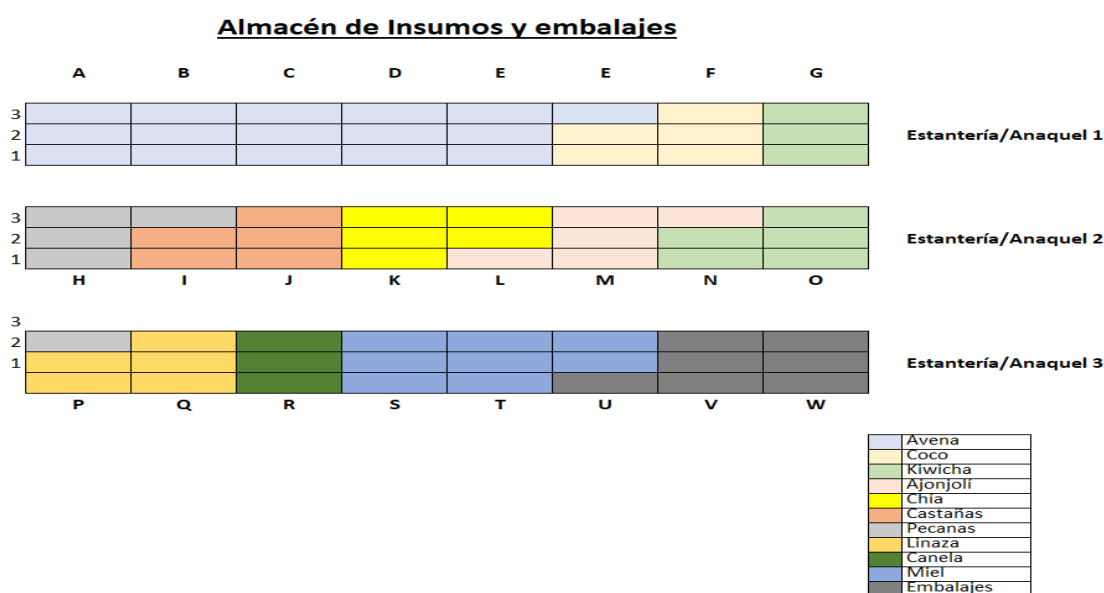 Almacén de Insumos y embalajes
A B C D E E F G
3
2 Estantería/Anaquel 1
1
3
2 Estantería/Anaquel 2
1
H I J K L M N O
3
2
1 Estantería/Anaquel 3
P Q R S T U V W
Avena
Coco
Kiwicha
Ajonjolí
Chía
Castañas
Pecanas
Linaza
Canela
Miel
Embalajes